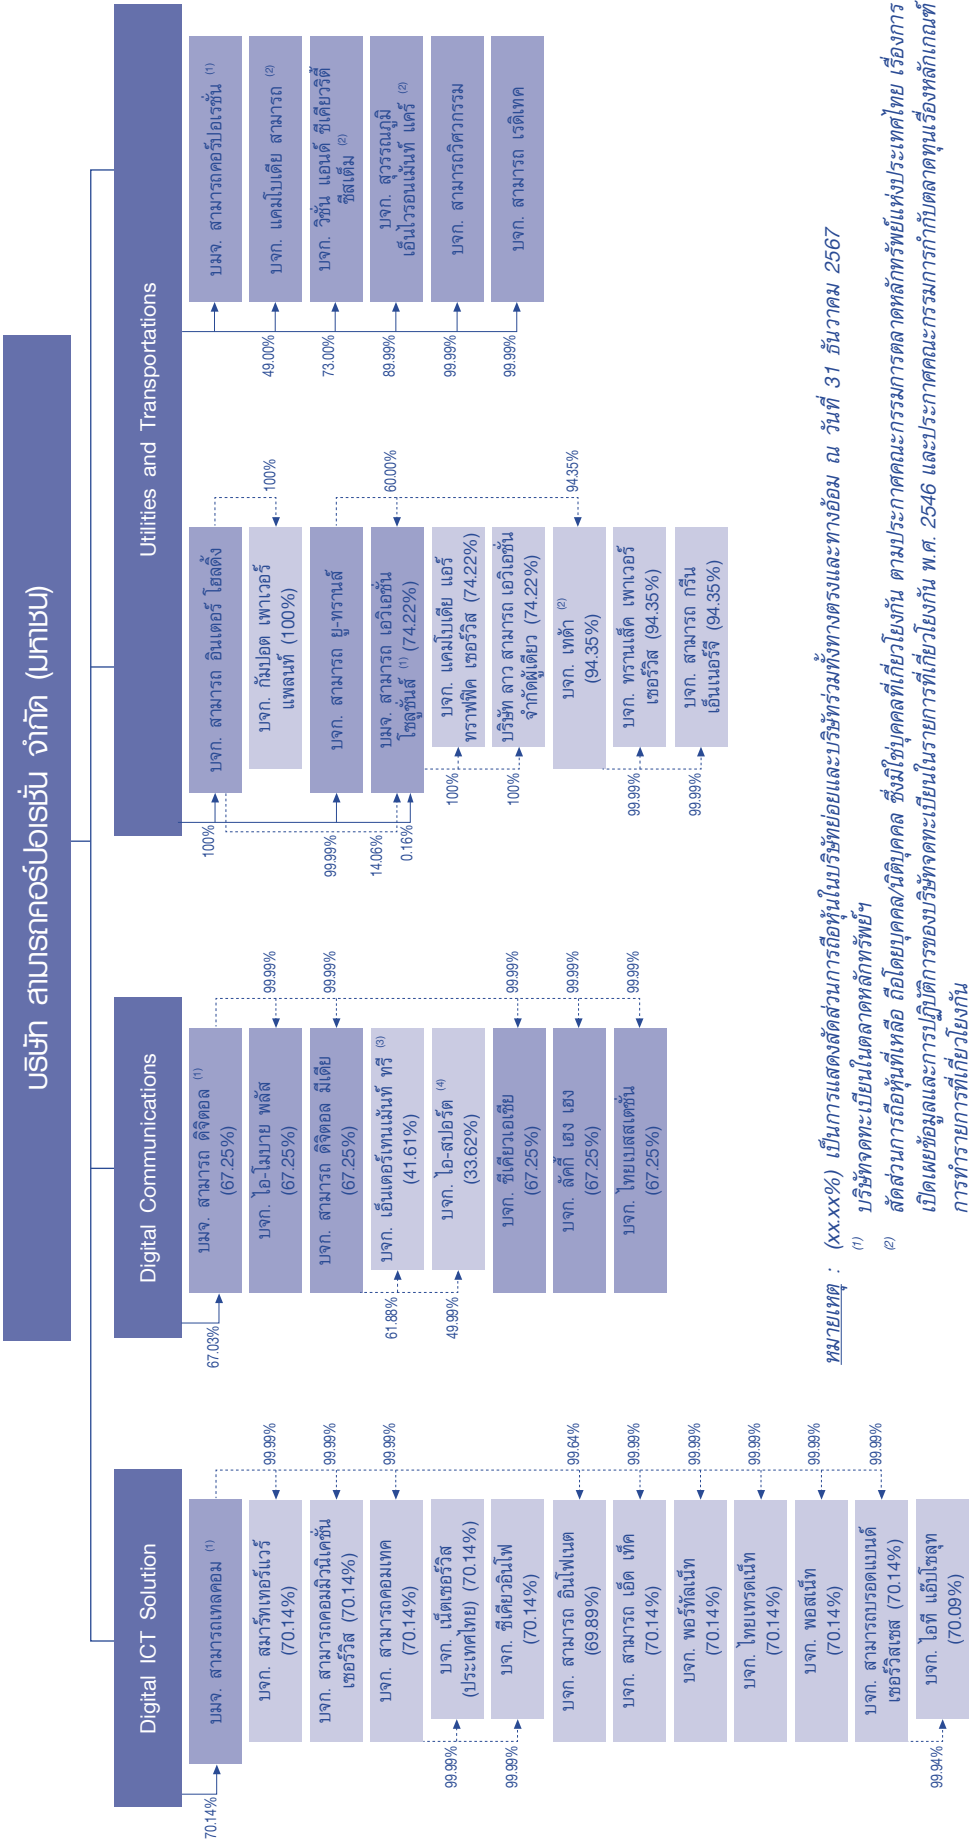 บริษัท สามารถคอร์ปอเรชั่น จำกัด (มหาชน)
Digital ICT Solution
70.14%
บมจ. สามารถเทลคอม (1)
บจก. สมาร์ทเทอร์แวร์
(70.14%)
99.99%
บจก. สามารถคอมมิวนิเคชั่น
เซอร์วิส (70.14%)
99.99%
บจก. สามารถคอมเทค
(70.14%)
99.99%
บจก. เน็ตเซอร์วิส
(ประเทศไทย) (70.14%)
99.99%
บจก. ซีเคียวอินโฟ
(70.14%)
99.99%
บจก. สามารถ อินโฟเนต
(69.89%)
99.64%
บจก. สามารถ เอ็ด เท็ค
(70.14%)
99.99%
บจก. พอร์ทัลเน็ท
(70.14%)
99.99%
บจก. ไทยเทรดเน็ท
(70.14%)
99.99%
บจก. พอสเน็ท
(70.14%)
99.99%
บจก. สามารถบรอดแบนด์
เซอร์วิสเซส (70.14%)
99.99%
บจก. ไอที แอ๊บโซลุท
(70.09%)
99.94%
Digital Communications
67.03%
บมจ. สามารถ ดิจิตอล (1)
(67.25%)
บจก. ไอ-โมบาย พลัส
(67.25%)
99.99%
บจก. สามารถ ดิจิตอล มีเดีย
(67.25%)
99.99%
บจก. เอ็นเตอร์เทนเม้นท์ ทรี (3)
(41.61%)
61.88%
บจก. ไอ-สปอร์ต (4)
(33.62%)
49.99%
บจก. ซีเคียวเอเซีย
(67.25%)
99.99%
บจก. ลัคกี้ เฮง เฮง
(67.25%)
99.99%
บจก. ไทยเบสสเตชั่น
(67.25%)
99.99%
Utilities and Transportations
100%
บจก. สามารถ อินเตอร์ โฮลดิ้ง
บจก. กัมปอต เพาเวอร์
แพลนท์ (100%)
100%
99.99%
บจก. สามารถ ยู-ทรานส์
14.06%
0.16%
บมจ. สามารถ เอวิเอชั่น
โซลูชั่นส์ (1) (74.22%)
60.00%
บจก. แคมโบเดีย แอร์
ทราฟฟิค เซอร์วิส (74.22%)
100%
บริษัท ลาว สามารถ เอวิเอชั่น
จำกัดผู้เดียว (74.22%)
100%
บจก. เทด้า (2)
(94.35%)
94.35%
บจก. ทรานเส็ค เพาเวอร์
เซอร์วิส (94.35%)
99.99%
บจก. สามารถ กรีน
เอ็นเนอร์จี (94.35%)
99.99%
บมจ. สามารถคอร์ปอเรชั่น (1)
บจก. แคมโบเดีย สามารถ (2)
49.00%
บจก. วิชั่น แอนด์ ซีเคียวริตี้
ซีสเต็ม (2)
73.00%
บจก. สุวรรณภูมิ
เอ็นไวรอนเม้นท์ แคร์ (2)
89.99%
บจก. สามารถวิศวกรรม
99.99%
บจก. สามารถ เรดิเทค
99.99%
หมายเหตุ : (xx.xx%) เป็นการแสดงสัดส่วนการถือหุ้นในบริษัทย่อยและบริษัทร่วมทั้งทางตรงและทางอ้อม ณ วันที่ 31 ธันวาคม 2567
(1) บริษัทจดทะเบียนในตลาดหลักทรัพย์ฯ
(2) สัดส่วนการถือหุ้นที่เหลือ ถือโดยบุคคล/นิติบุคคล ซึ่งมิใช่บุคคลที่เกี่ยวโยงกัน ตามประกาศคณะกรรมการตลาดหลักทรัพย์แห่งประเทศไทย เรื่องการ
เปิดเผยข้อมูลและการปฏิบัติการของบริษัทจดทะเบียนในรายการที่เกี่ยวโยงกัน พ.ศ. 2546 และประกาศคณะกรรมการกำกับตลาดทุนเรื่องหลักเกณฑ์
การทำรายการที่เกี่ยวโยงกัน